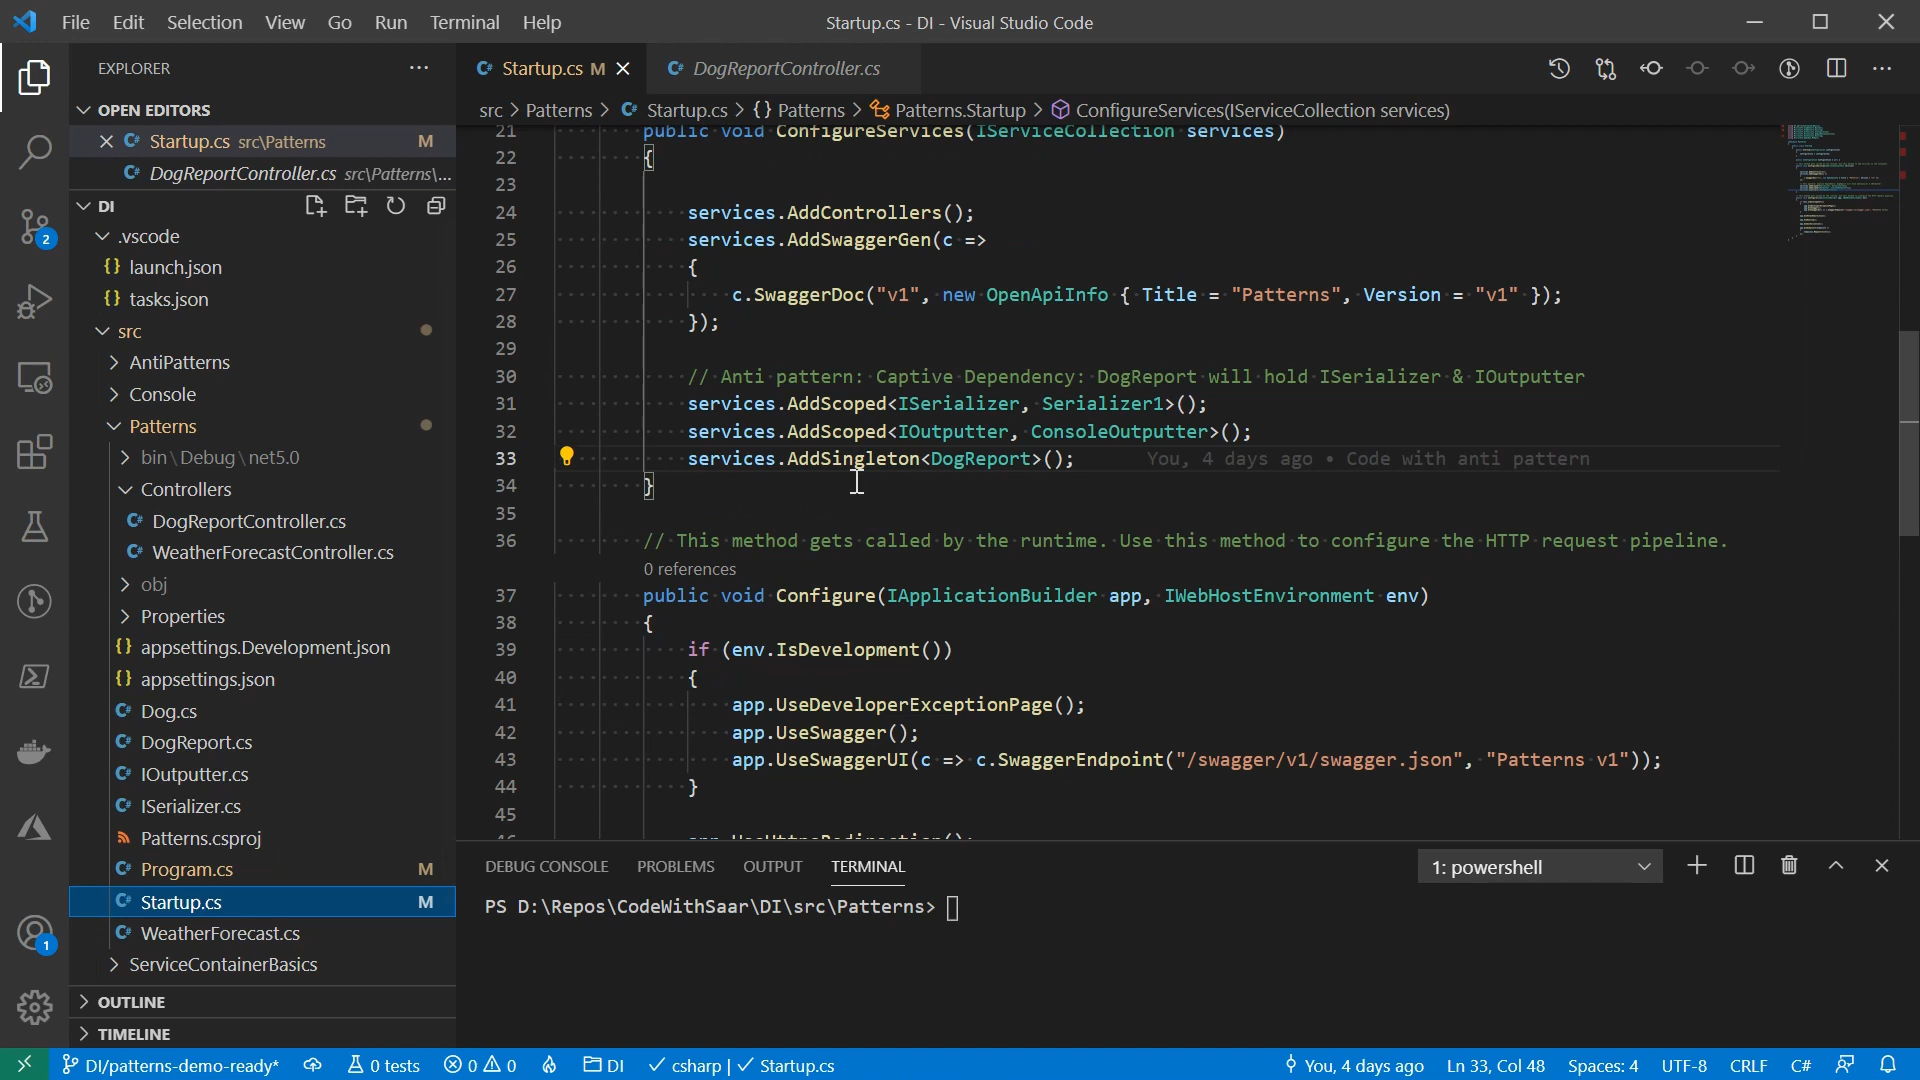 File Edit Selection View Go Run Terminal Help
Startup.cs - DI - Visual Studio Code
EXPLORER
OPEN EDITORS
Startup.cs src\Patterns M
DogReportController.cs src\Patterns\...
DI
.vscode
launch.json
tasks.json
src
AntiPatterns
Console
Patterns
bin\Debug\net5.0
Controllers
DogReportController.cs
WeatherForecastController.cs
obj
Properties
appsettings.Development.json
appsettings.json
Dog.cs
DogReport.cs
IOutputter.cs
ISerializer.cs
Patterns.csproj
Program.cs M
Startup.cs M
WeatherForecast.cs
ServiceContainerBasics
OUTLINE
TIMELINE
2
1
Startup.cs M
DogReportController.cs
src > Patterns > Startup.cs > {} Patterns > Patterns.Startup > ConfigureServices(IServiceCollection services)
21 public void ConfigureServices(IServiceCollection services)
22 {
23
24 services.AddControllers();
25 services.AddSwaggerGen(c =>
26 {
27 c.SwaggerDoc("v1", new OpenApiInfo { Title = "Patterns", Version = "v1" });
28 });
29
30 // Anti pattern: Captive Dependency: DogReport will hold ISerializer & IOutputter
31 services.AddScoped<ISerializer, Serializer1>();
32 services.AddScoped<IOutputter, ConsoleOutputter>();
33 services.AddSingleton<DogReport>(); You, 4 days ago • Code with anti pattern
34 }
35
36 // This method gets called by the runtime. Use this method to configure the HTTP request pipeline.
0 references
37 public void Configure(IApplicationBuilder app, IWebHostEnvironment env)
38 {
39 if (env.IsDevelopment())
40 {
41 app.UseDeveloperExceptionPage();
42 app.UseSwagger();
43 app.UseSwaggerUI(c => c.SwaggerEndpoint("/swagger/v1/swagger.json", "Patterns v1"));
44 }
45
46 app.UseHttpsRedirection();
DEBUG CONSOLE PROBLEMS OUTPUT TERMINAL
1: powershell
PS D:\Repos\CodeWithSaar\DI\src\Patterns>
DI/patterns-demo-ready* 0 tests 0 0 DI csharp | Startup.cs You, 4 days ago Ln 33, Col 48 Spaces: 4 UTF-8 CRLF C#